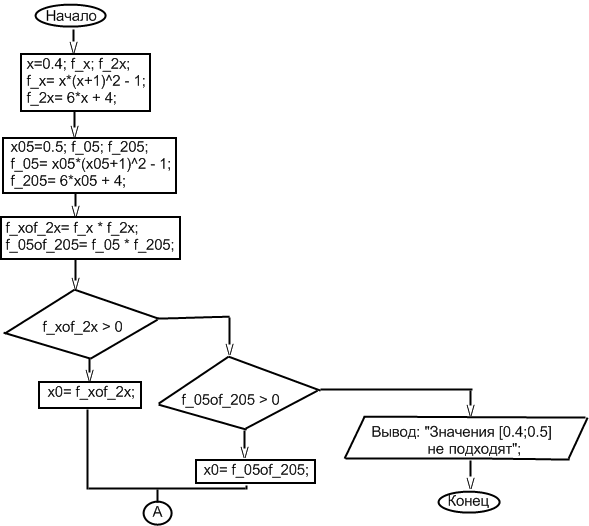 Начало
x=0.4; f_x; f_2x;
f_x= x*(x+1)^2 - 1;
f_2x= 6*x + 4;
x05=0.5; f_05; f_205;
f_05= x05*(x05+1)^2 - 1;
f_205= 6*x05 + 4;
f_xof_2x= f_x * f_2x;
f_05of_205= f_05 * f_205;
f_xof_2x > 0
x0= f_xof_2x;
f_05of_205 > 0
Вывод: "Значения [0.4;0.5]
не подходят";
x0= f_05of_205;
Конец
A